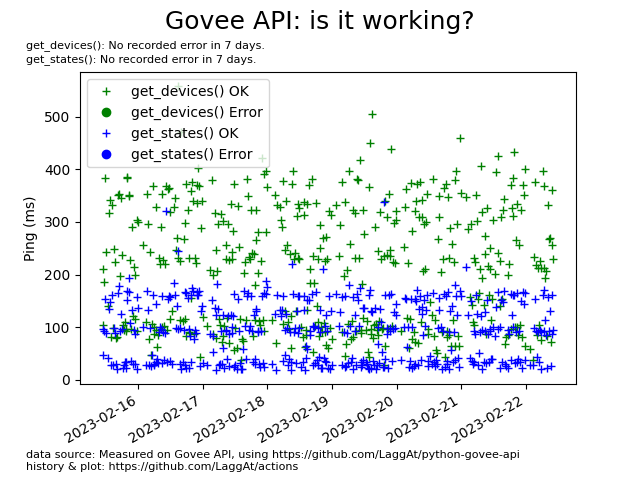 Govee API: is it working?
get_devices(): No recorded error in 7 days.
get_states(): No recorded error in 7 days.
get_devices() OK
get_devices() Error
get_states() OK
get_states() Error
Ping (ms)
500
400
300
200
100
0
2023-02-16
2023-02-17
2023-02-18
2023-02-19
2023-02-20
2023-02-21
2023-02-22
data source: Measured on Govee API, using https://github.com/LaggAt/python-govee-api
history & plot: https://github.com/LaggAt/actions